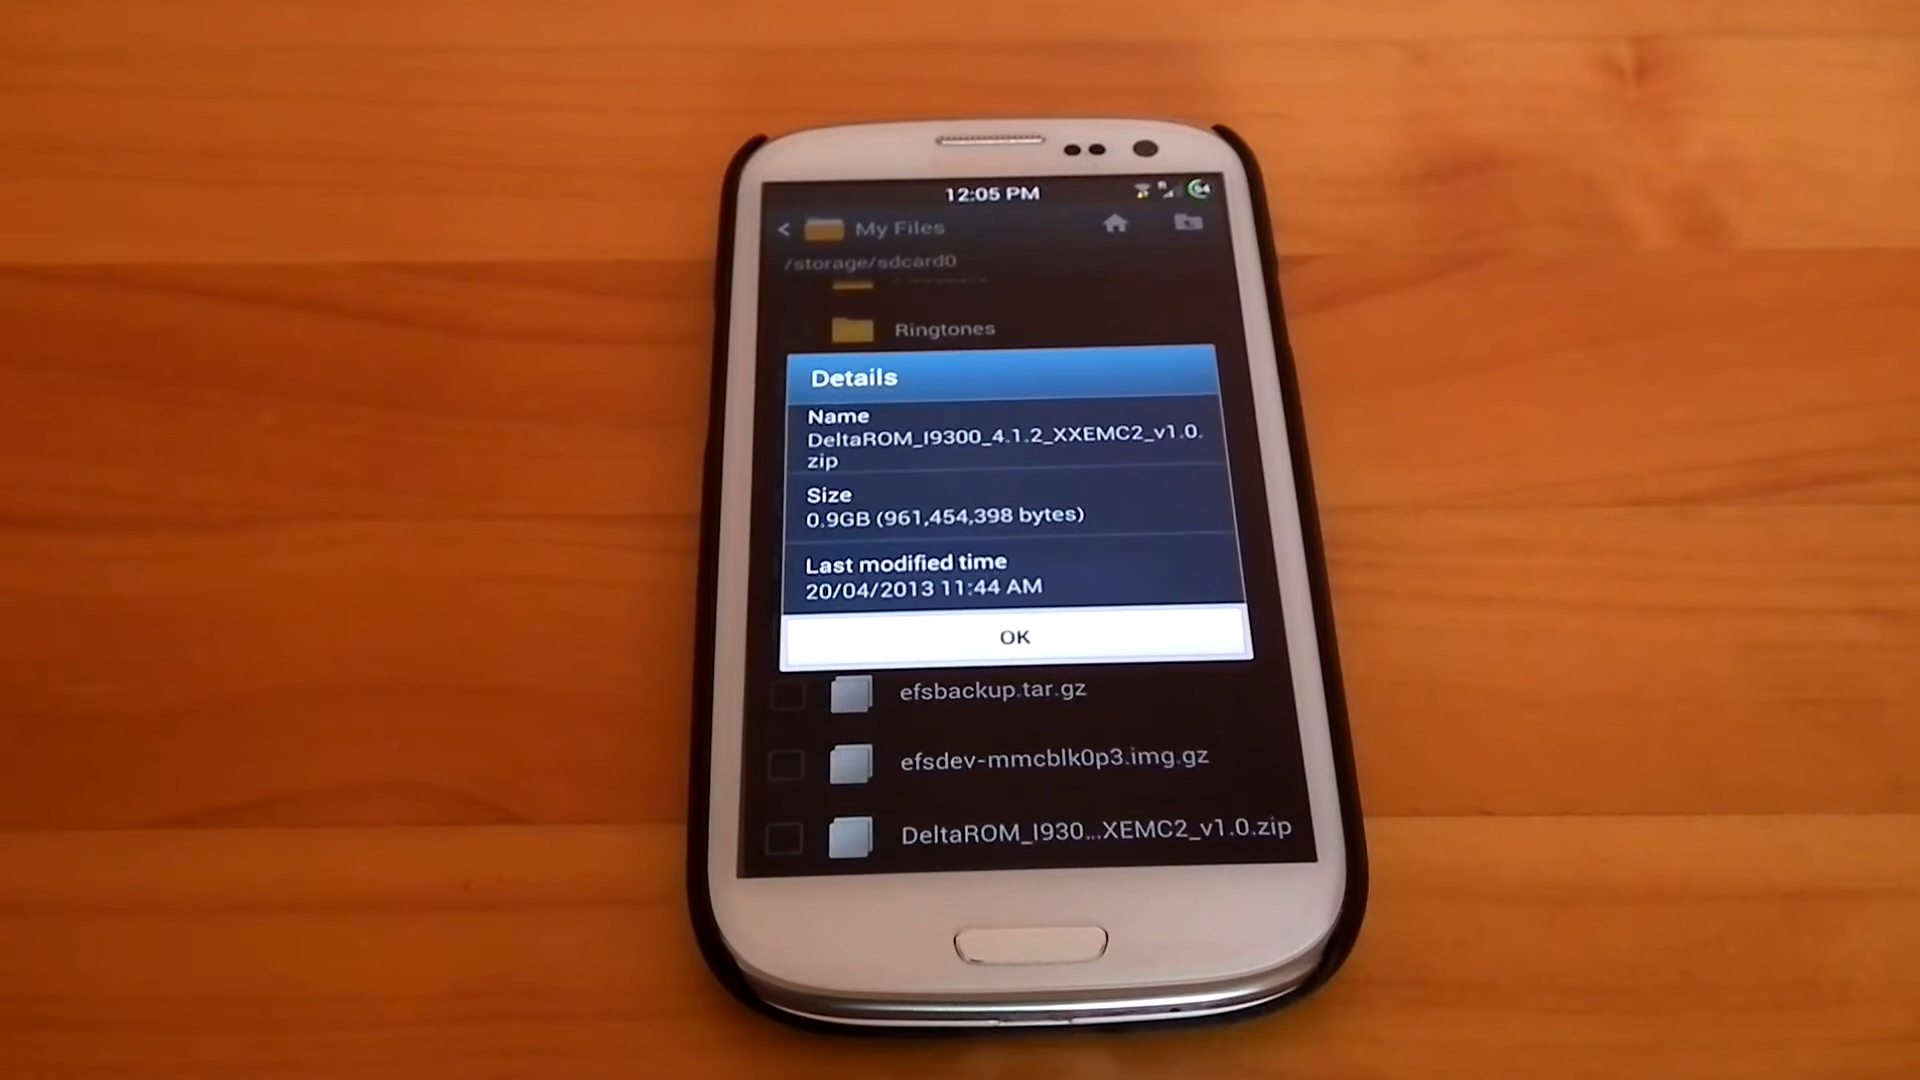 12:05 PM
94
My Files
/storage/sdcard0
Ringtones
Details
Name
DeltaROM_I9300_4.1.2_XXEMC2_v1.0.
zip
Size
0.9GB (961,454,398 bytes)
Last modified time
20/04/2013 11:44 AM
OK
efsbackup.tar.gz
efsdev-mmcblk0p3.img.gz
DeltaROM_I930...XEMC2_v1.0.zip